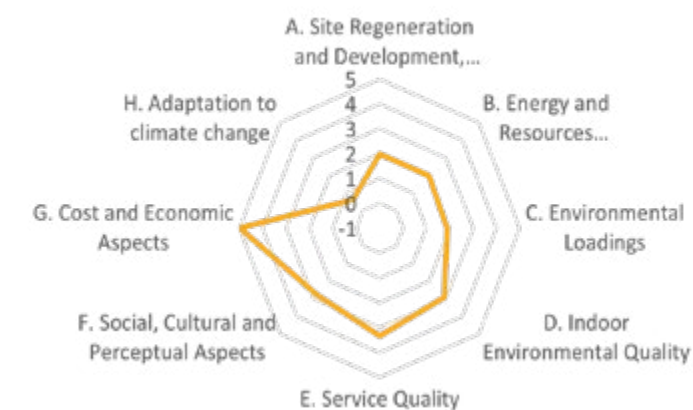 A. Site Regeneration
and Development,...
5
4
3
2
1
0
-1
B. Energy and
Resources...
C. Environmental
Loadings
D. Indoor
Environmental Quality
E. Service Quality
F. Social, Cultural and
Perceptual Aspects
G. Cost and Economic
Aspects
H. Adaptation to
climate change